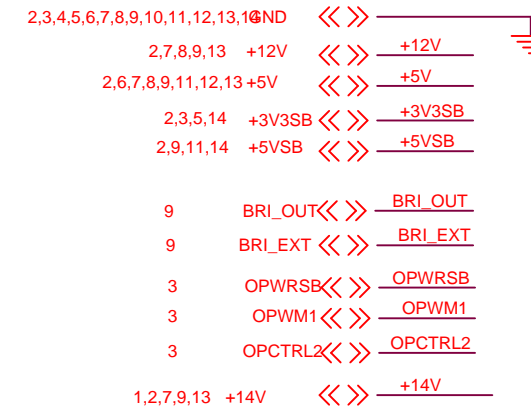 2,3,4,5,6,7,8,9,10,11,12,13,14 GND
2,7,8,9,13 +12V +12V
2,6,7,8,9,11,12,13 +5V +5V
2,3,5,14 +3V3SB +3V3SB
2,9,11,14 +5VSB +5VSB
9 BRI_OUT BRI_OUT
9 BRI_EXT BRI_EXT
3 OPWRSB OPWRSB
3 OPWM1 OPWM1
3 OPCTRL2 OPCTRL2
1,2,7,9,13 +14V +14V